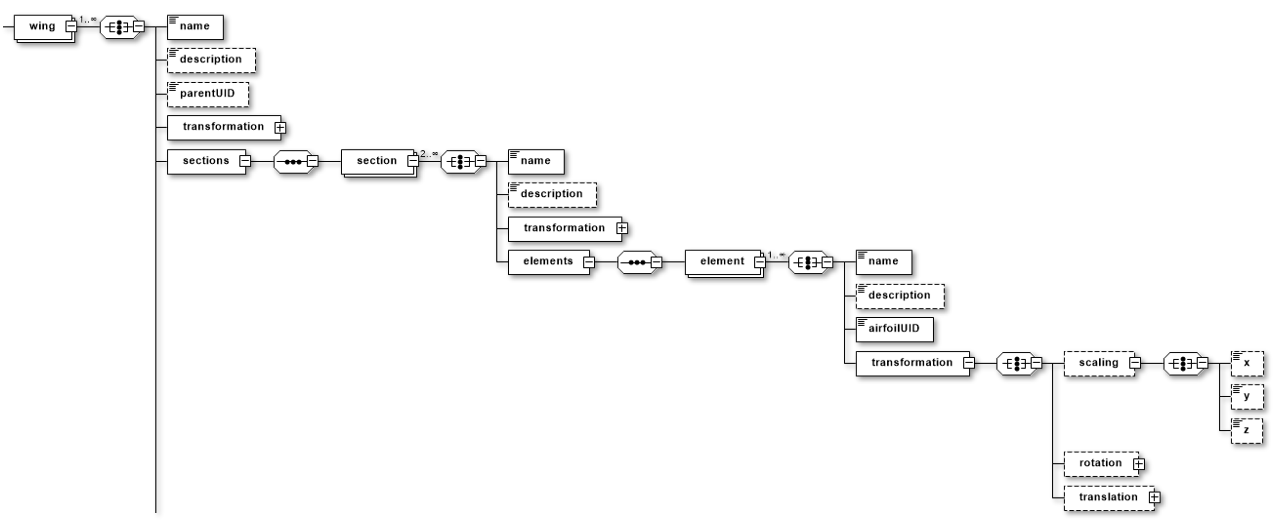 wing 1..∞ name
description
parentUID
transformation
sections section 2..∞ name
description
transformation
elements element 1..∞ name
description
airfoilUID
transformation scaling x
y
z
rotation
translation